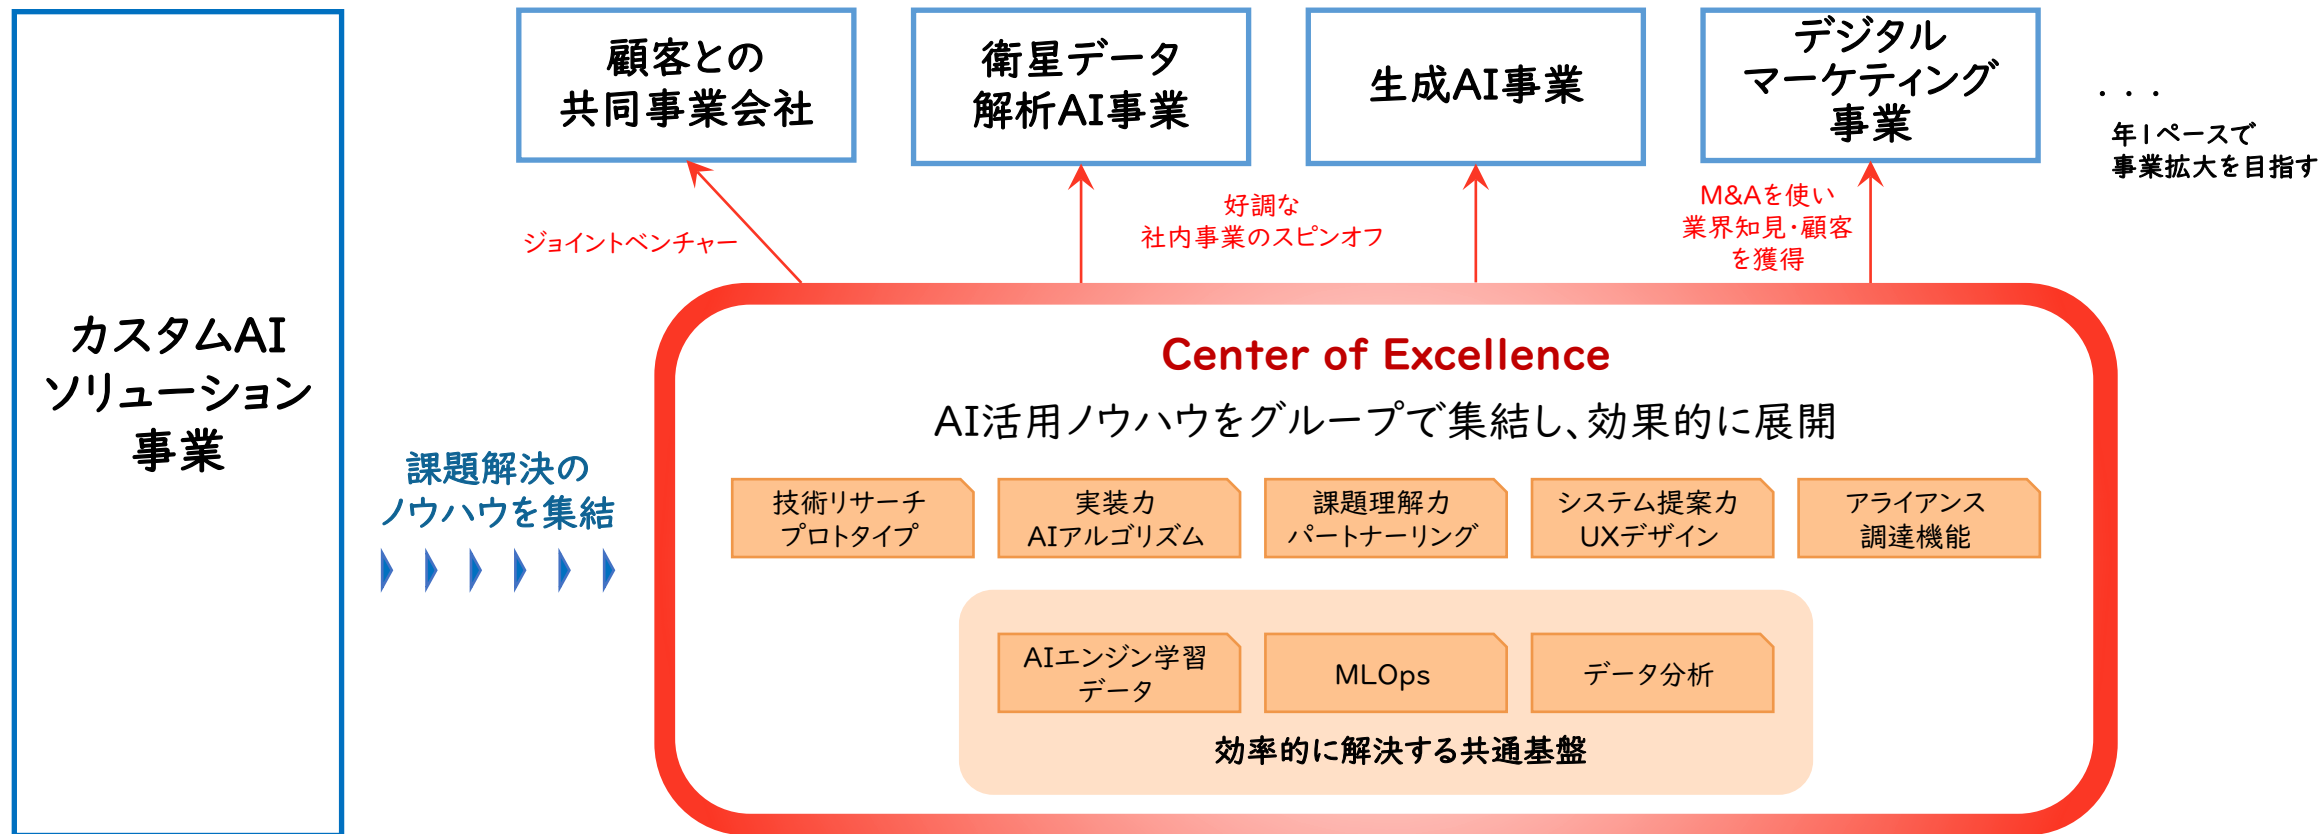 カスタムAI
ソリューション
事業
顧客との
共同事業会社
衛星データ
解析AI事業
生成AI事業
デジタル
マーケティング
事業
・・・
年1ペースで
事業拡大を目指す
ジョイントベンチャー
好調な
社内事業のスピンオフ
M&Aを使い
業界知見・顧客
を獲得
課題解決の
ノウハウを集結
Center of Excellence
AI活用ノウハウをグループで集結し、効果的に展開
技術リサーチ
プロトタイプ
実装力
AIアルゴリズム
課題理解力
パートナーリング
システム提案力
UXデザイン
アライアンス
調達機能
AIエンジン学習
データ
MLOps
データ分析
効率的に解決する共通基盤